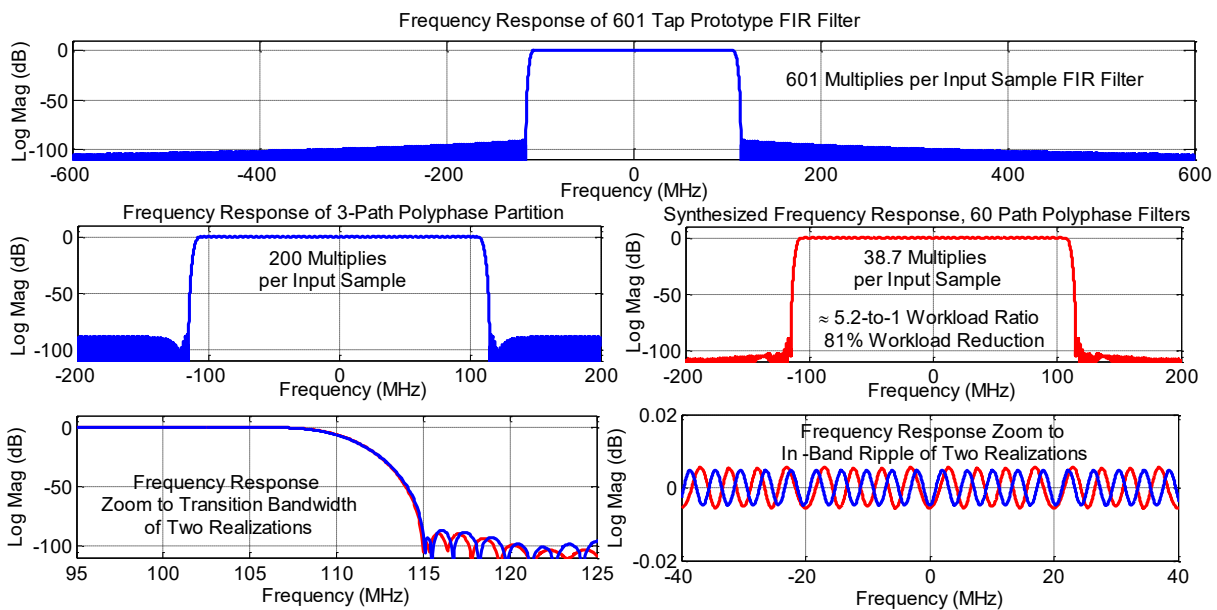 Frequency Response of 601 Tap Prototype FIR Filter
0
-50
-100
Log Mag (dB)
601 Multiplies per Input Sample FIR Filter
-600
-400
-200
0
200
400
600
Frequency (MHz)
Frequency Response of 3-Path Polyphase Partition
0
-50
-100
Log Mag (dB)
200 Multiplies
per Input Sample
-200
-100
0
100
200
Frequency (MHz)
Synthesized Frequency Response, 60 Path Polyphase Filters
0
-50
-100
Log Mag (dB)
38.7 Multiplies
per Input Sample
≈ 5.2-to-1 Workload Ratio
81% Workload Reduction
-200
-100
0
100
200
Frequency (MHz)
0
-50
-100
Log Mag (dB)
Frequency Response
Zoom to Transition Bandwidth
of Two Realizations
95
100
105
110
115
120
125
Frequency (MHz)
0.02
0
-0.02
Log Mag (dB)
Frequency Response Zoom to
In -Band Ripple of Two Realizations
-40
-20
0
20
40
Frequency (MHz)